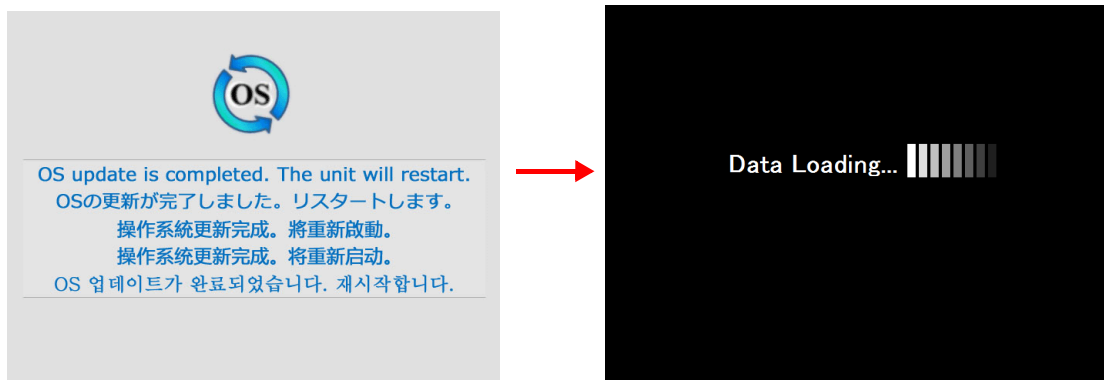 OS
OS update is completed. The unit will restart.
OSの更新が完了しました。リスタートします。
操作系統更新完成。將重新啟動。
操作系统更新完成。将重新启动。
OS 업데이트가 완료되었습니다. 재시작합니다.
Data Loading...